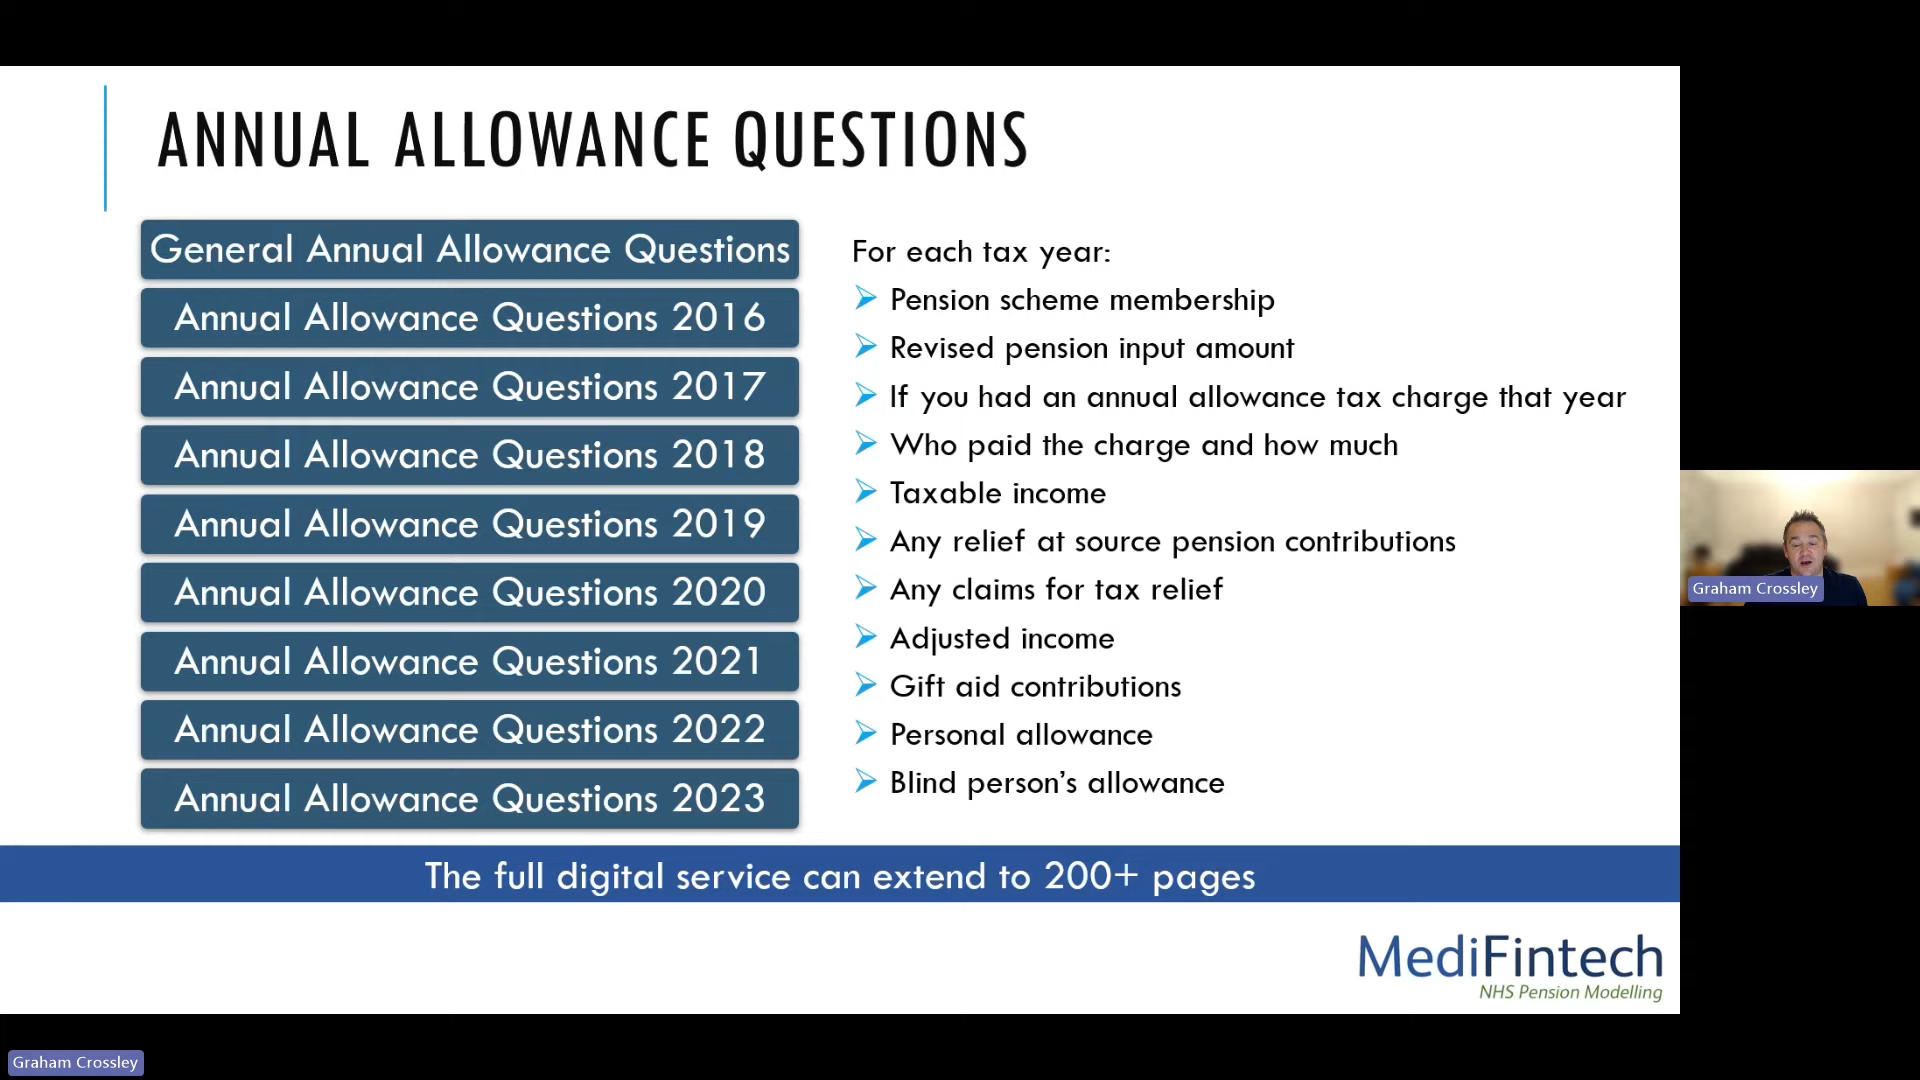 ANNUAL ALLOWANCE QUESTIONS
General Annual Allowance Questions
Annual Allowance Questions 2016
Annual Allowance Questions 2017
Annual Allowance Questions 2018
Annual Allowance Questions 2019
Annual Allowance Questions 2020
Annual Allowance Questions 2021
Annual Allowance Questions 2022
Annual Allowance Questions 2023
For each tax year:
Pension scheme membership
Revised pension input amount
If you had an annual allowance tax charge that year
Who paid the charge and how much
Taxable income
Any relief at source pension contributions
Any claims for tax relief
Adjusted income
Gift aid contributions
Personal allowance
Blind person's allowance
The full digital service can extend to 200+ pages
MediFintech
NHS Pension Modelling
Graham Crossley
Graham Crossley